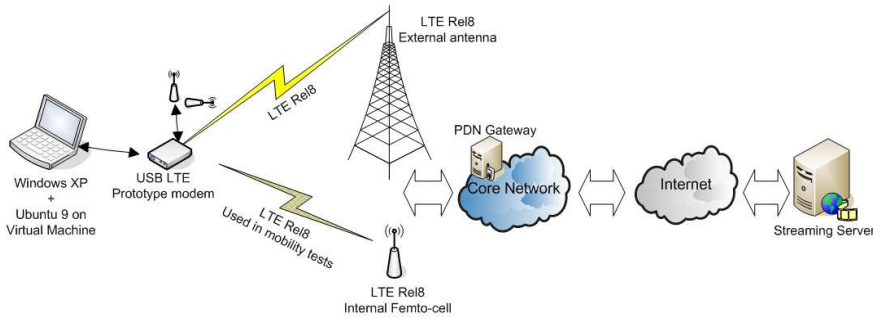 LTE Rel8
External antenna
LTE Rel8
PDN Gateway
Core Network
Internet
Windows XP
+
Ubuntu 9 on
Virtual Machine
USB LTE
Prototype modem
LTE Rel8
Used in mobility tests
Streaming Server
LTE Rel8
Internal Femto-cell